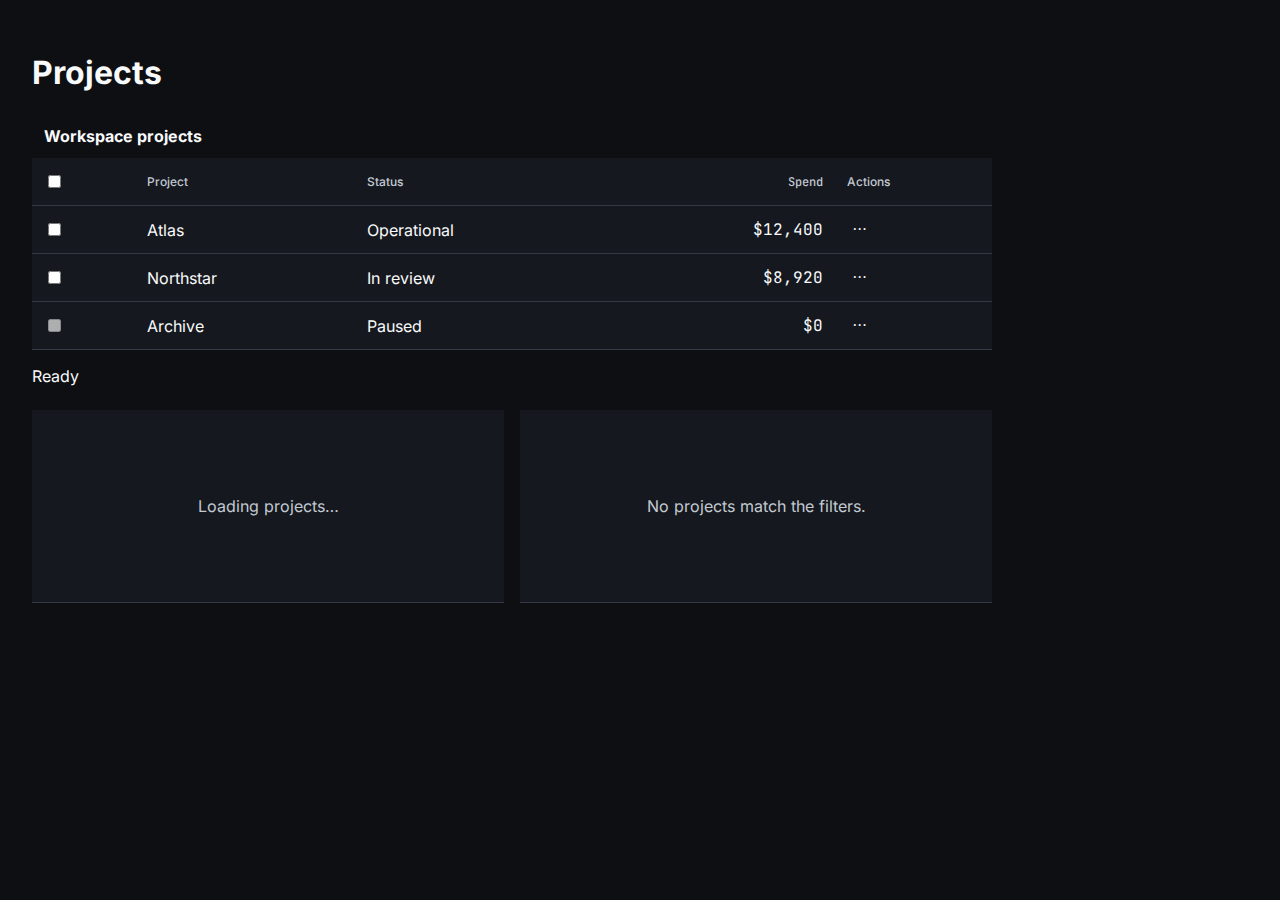 Projects
Workspace projects
Project Status Spend Actions
Atlas Operational $12,400 ···
Northstar In review $8,920 ···
Archive Paused $0 ···
Ready
Loading projects... No projects match the filters.